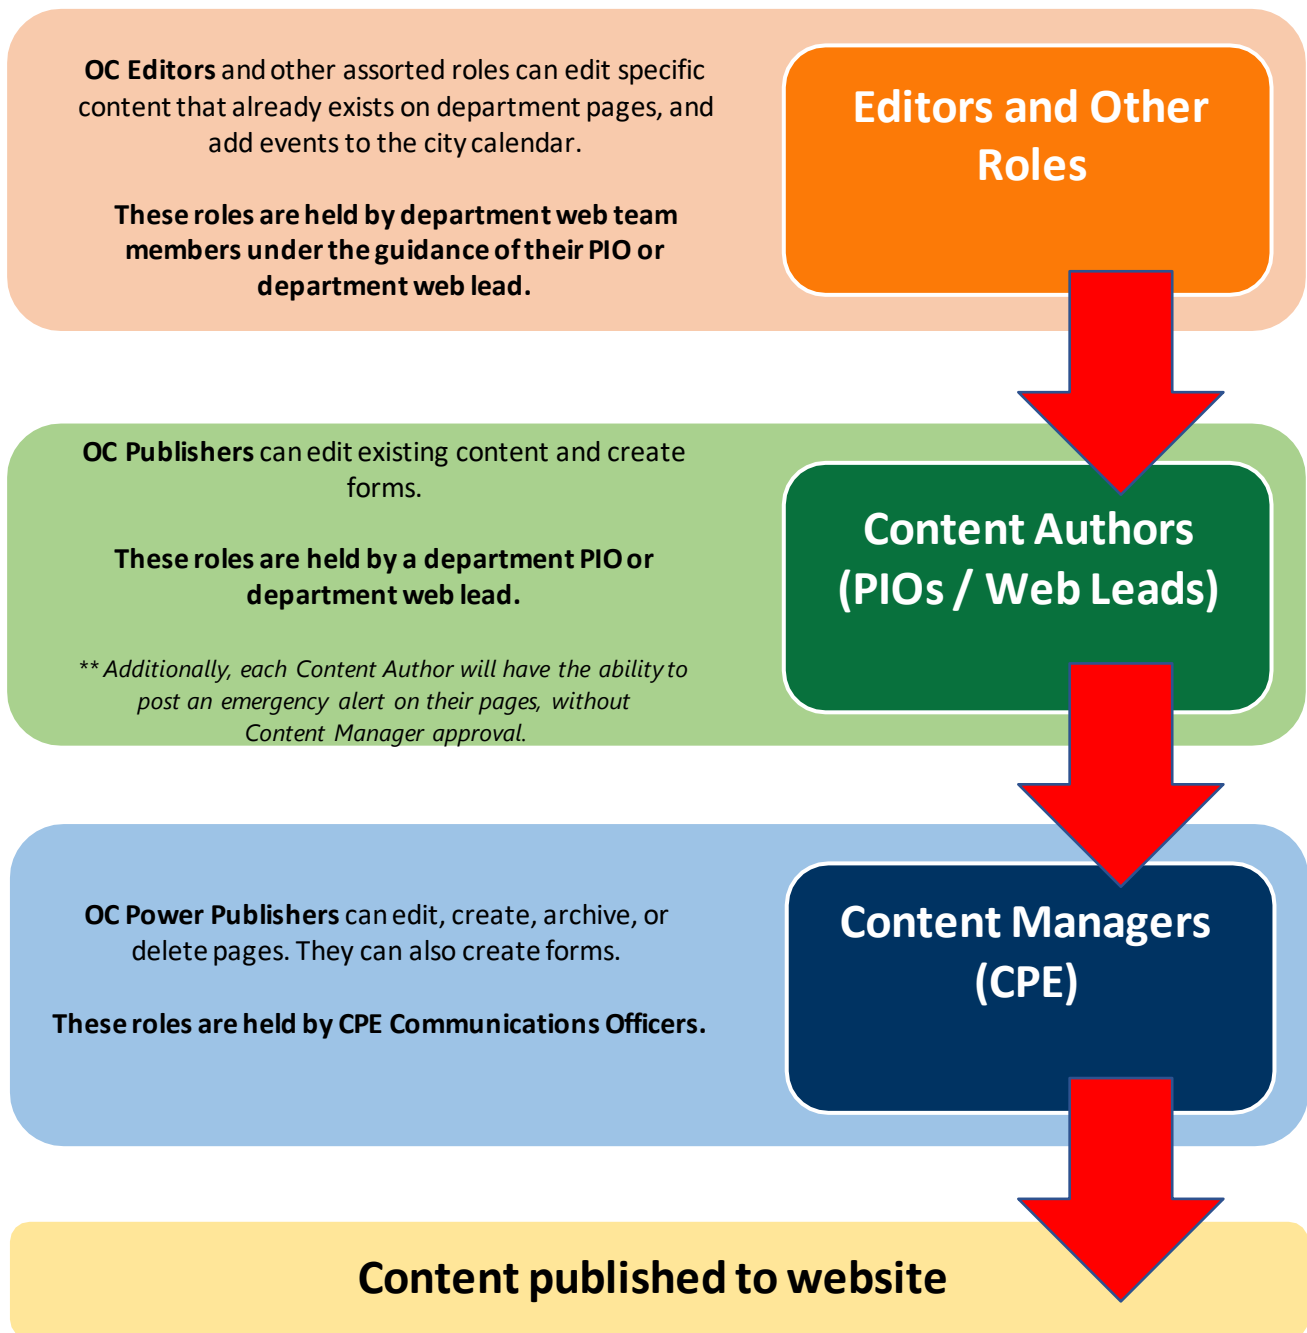 OC Editors and other assorted roles can edit specific
content that already exists on department pages, and
add events to the city calendar.
These roles are held by department web team
members under the guidance of their PIO or
department web lead.
Editors and Other
Roles
OC Publishers can edit existing content and create
forms.
These roles are held by a department PIO or
department web lead.
** Additionally, each Content Author will have the ability to
post an emergency alert on their pages, without
Content Manager approval.
Content Authors
(PIOs / Web Leads)
OC Power Publishers can edit, create, archive, or
delete pages. They can also create forms.
These roles are held by CPE Communications Officers.
Content Managers
(CPE)
Content published to website